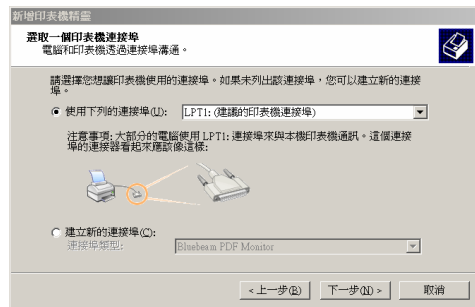 新增印表機精靈
選取一個印表機連接埠
電腦和印表機透過連接埠溝通。
請選擇您想讓印表機使用的連接埠。如果未列出該連接埠，您可以建立新的連接
埠。
使用下列的連接埠(U): LPT1: (建議的印表機連接埠)
注意事項: 大部分的電腦使用 LPT1: 連接埠來與本機印表機通訊。這個連接
埠的連接器看起來應該像這樣:
建立新的連接埠(C):
連接埠類型: Bluebeam PDF Monitor
< 上一步(B) 下一步(N) > 取消